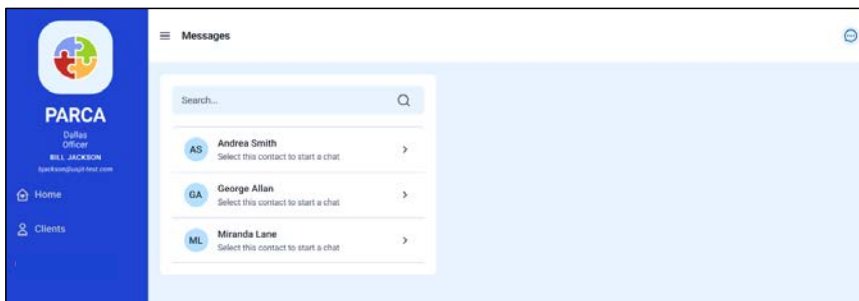 Messages
PARCA
Dallas
Officer
BILL JACKSON
Home
Clients
Search...
AS
Andrea Smith
Select this contact to start a chat
GA
George Allan
Select this contact to start a chat
ML
Miranda Lane
Select this contact to start a chat